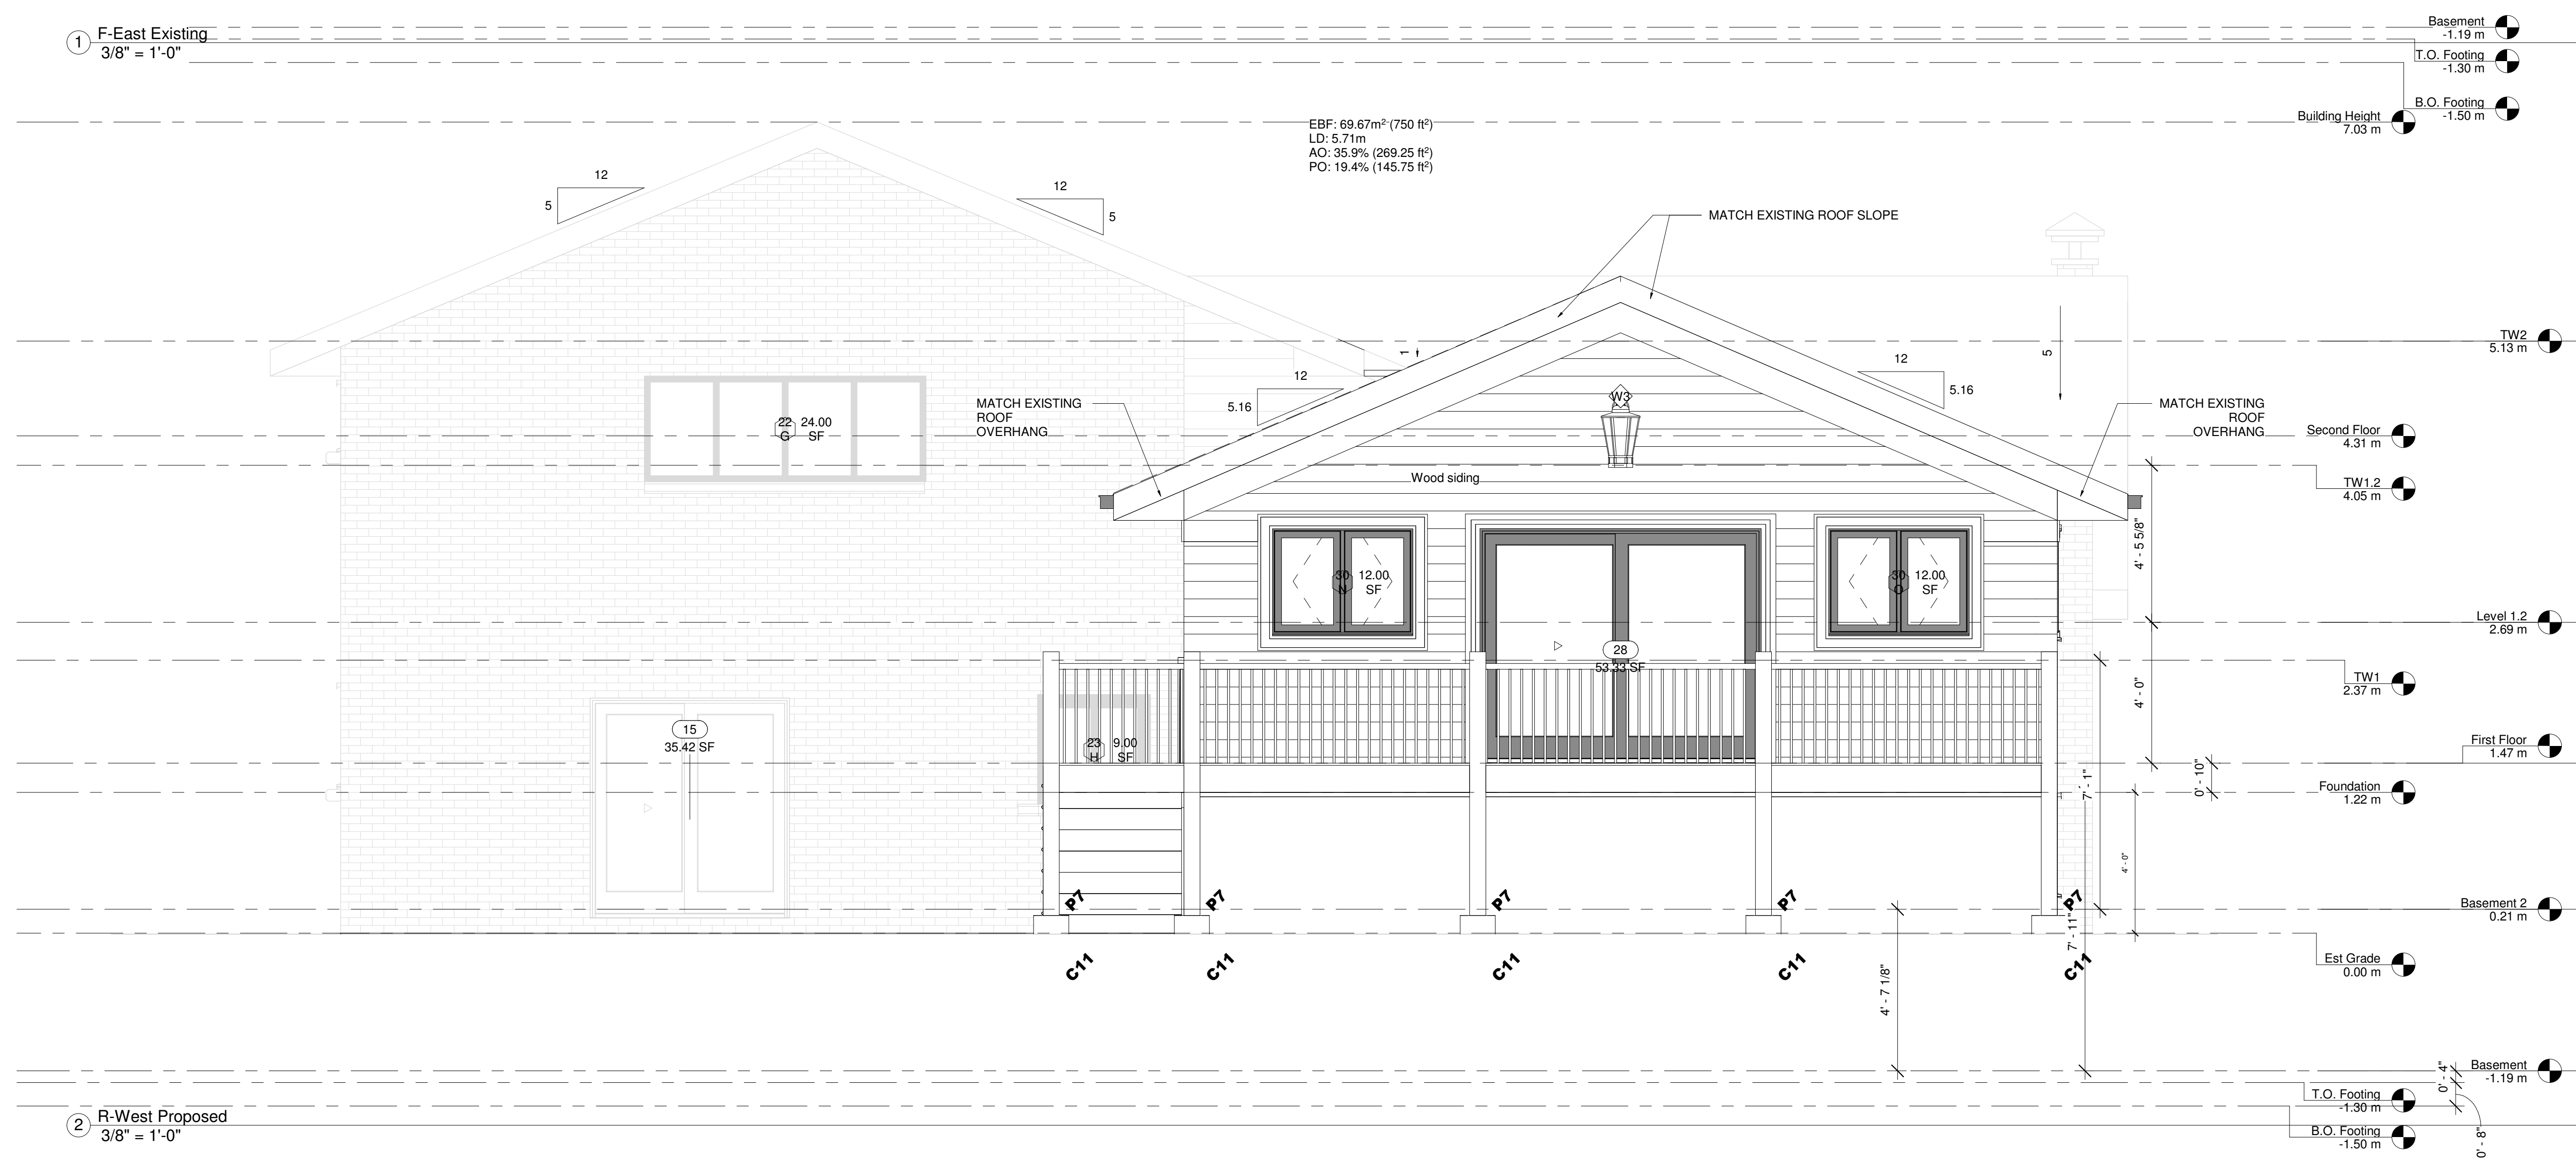 1
F-East Existing
3/8" = 1'-0"
Basement
-1.19 m
T.O. Footing
-1.30 m
B.O. Footing
-1.50 m
Building Height
7.03 m
EBF: 69.67m² (750 ft²)
LD: 5.71m
AO: 35.9% (269.25 ft²)
PO: 19.4% (145.75 ft²)
12
5
12
5
MATCH EXISTING ROOF SLOPE
TW2
5.13 m
1
5
12
5.16
12
5.16
MATCH EXISTING
ROOF
OVERHANG
W3
MATCH EXISTING
ROOF
OVERHANG
22
G
24.00
SF
Second Floor
4.31 m
Wood siding
TW1.2
4.05 m
4' - 5 5/8"
30
N
12.00
SF
30
O
12.00
SF
Level 1.2
2.69 m
28
53.33 SF
TW1
2.37 m
4' - 0"
15
35.42 SF
23
H
9.00
SF
First Floor
1.47 m
0' - 10"
7' - 1"
Foundation
1.22 m
4' - 0"
P7
P7
P7
P7
P7
Basement 2
0.21 m
7' - 11"
C11
C11
C11
C11
C11
Est Grade
0.00 m
4' - 7 1/8"
Basement
-1.19 m
0' - 4"
T.O. Footing
-1.30 m
B.O. Footing
-1.50 m
0' - 8"
2
R-West Proposed
3/8" = 1'-0"